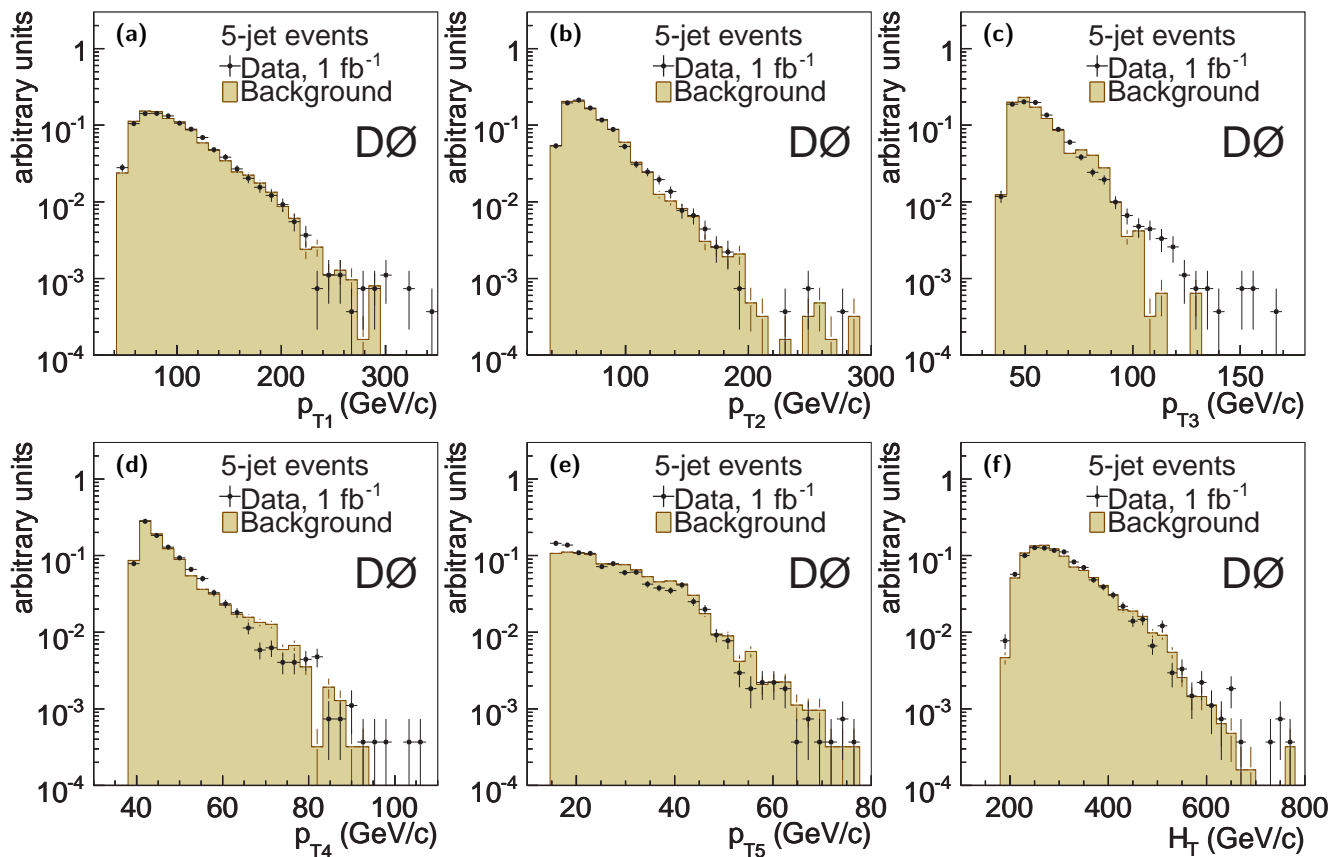 (a)
5-jet events
Data, 1 fb⁻¹
Background
DØ
arbitrary units
1
10⁻¹
10⁻²
10⁻³
10⁻⁴
100 200 300
p_T1 (GeV/c)
(b)
5-jet events
Data, 1 fb⁻¹
Background
DØ
arbitrary units
1
10⁻¹
10⁻²
10⁻³
10⁻⁴
100 200 300
p_T2 (GeV/c)
(c)
5-jet events
Data, 1 fb⁻¹
Background
DØ
arbitrary units
1
10⁻¹
10⁻²
10⁻³
10⁻⁴
50 100 150
p_T3 (GeV/c)
(d)
5-jet events
Data, 1 fb⁻¹
Background
DØ
arbitrary units
1
10⁻¹
10⁻²
10⁻³
10⁻⁴
40 60 80 100
p_T4 (GeV/c)
(e)
5-jet events
Data, 1 fb⁻¹
Background
DØ
arbitrary units
1
10⁻¹
10⁻²
10⁻³
10⁻⁴
20 40 60 80
p_T5 (GeV/c)
(f)
5-jet events
Data, 1 fb⁻¹
Background
DØ
arbitrary units
1
10⁻¹
10⁻²
10⁻³
10⁻⁴
200 400 600 800
H_T (GeV/c)